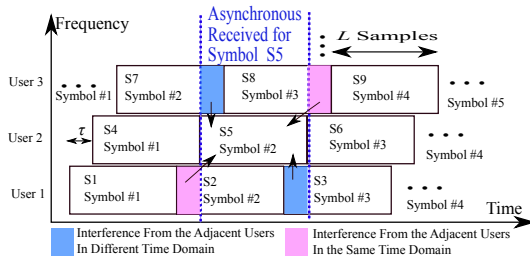 Frequency
Asynchronous
Received for
Symbol S5
L Samples
User 3
Symbol #1
S7
Symbol #2
S8
Symbol #3
S9
Symbol #4
Symbol #5
User 2
τ
S4
Symbol #1
S5
Symbol #2
S6
Symbol #3
Symbol #4
User 1
S1
Symbol #1
S2
Symbol #2
S3
Symbol #3
Symbol #4
Time
Interference From the Adjacent Users
In Different Time Domain
Interference From the Adjacent Users
In the Same Time Domain